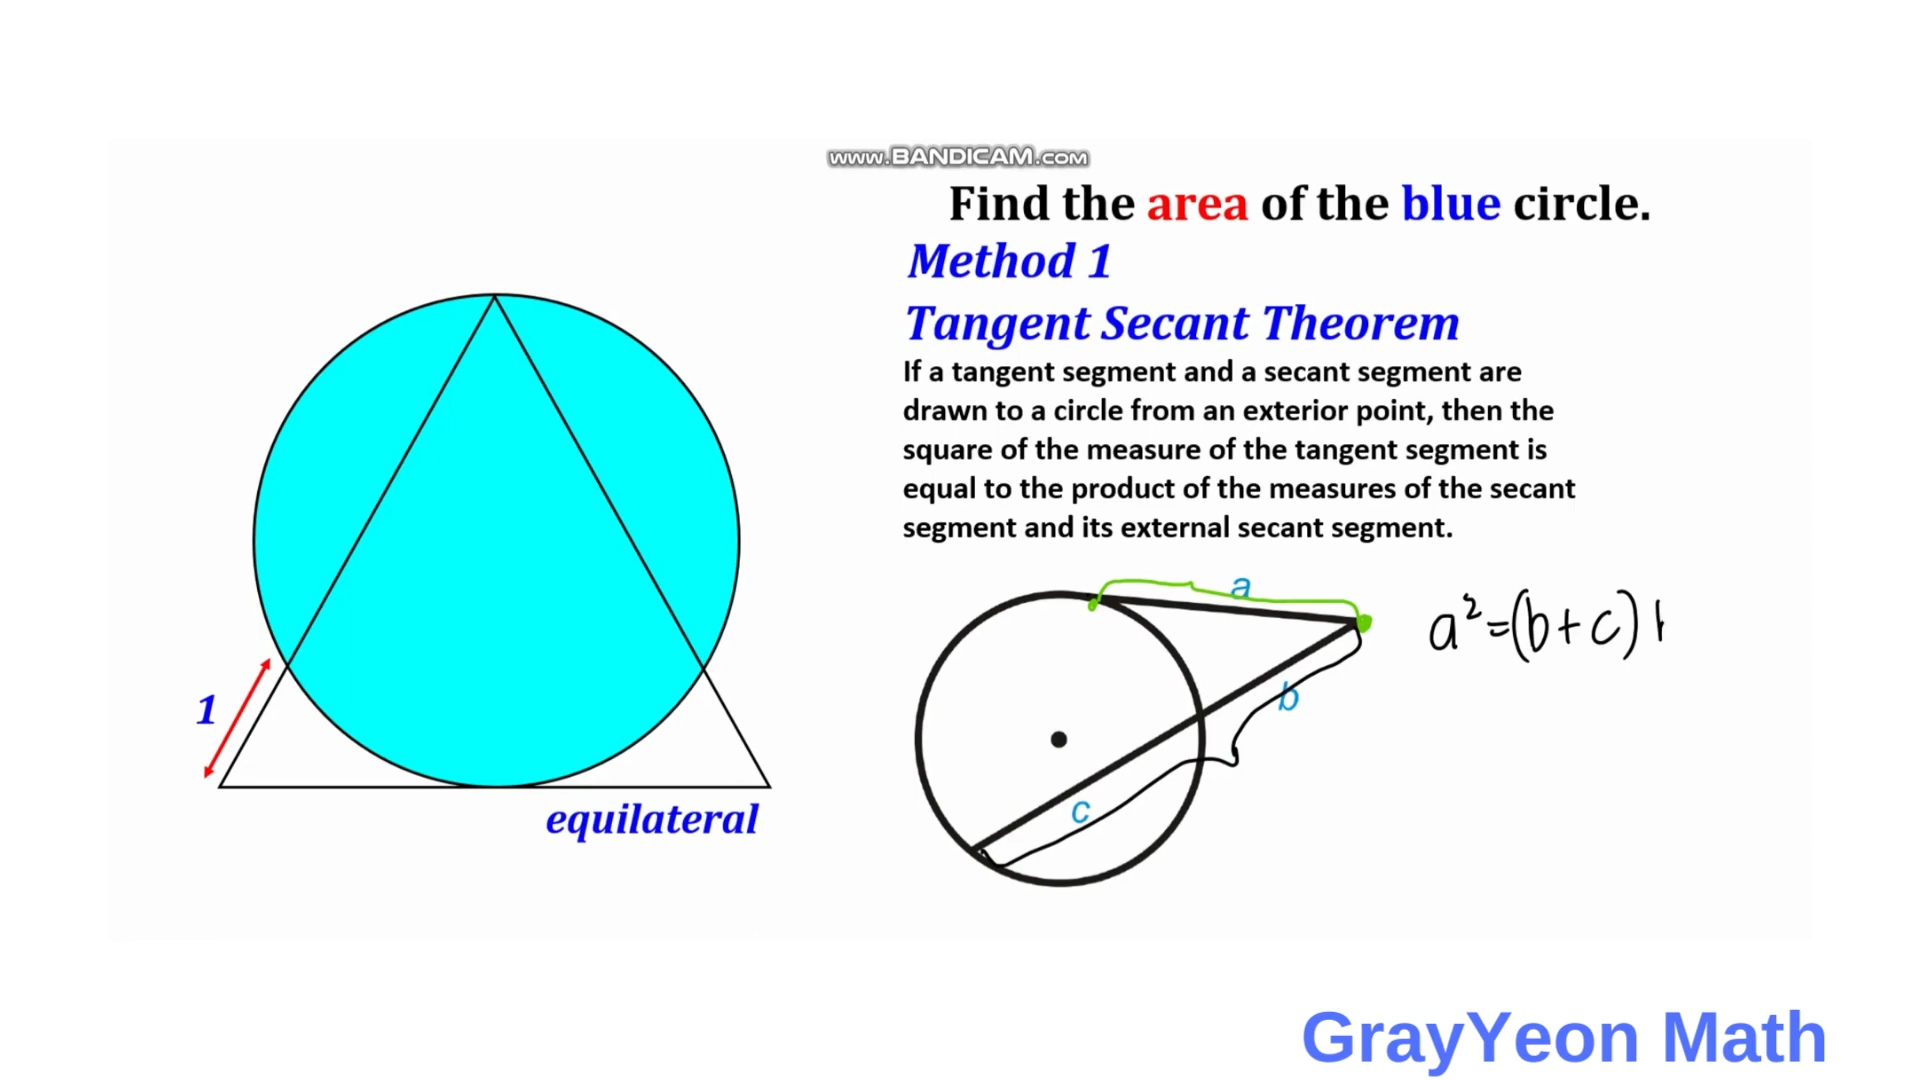 www.BANDICAM.com
Find the area of the blue circle.
Method 1
Tangent Secant Theorem
If a tangent segment and a secant segment are
drawn to a circle from an exterior point, then the
square of the measure of the tangent segment is
equal to the product of the measures of the secant
segment and its external secant segment.
a
a²=(b+c)
b
1
c
equilateral
GrayYeon Math